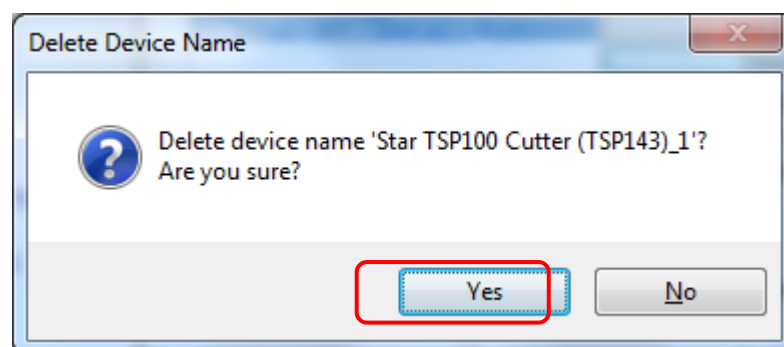 Delete Device Name
Delete device name 'Star TSP100 Cutter (TSP143)_1'?
Are you sure?
Yes
No